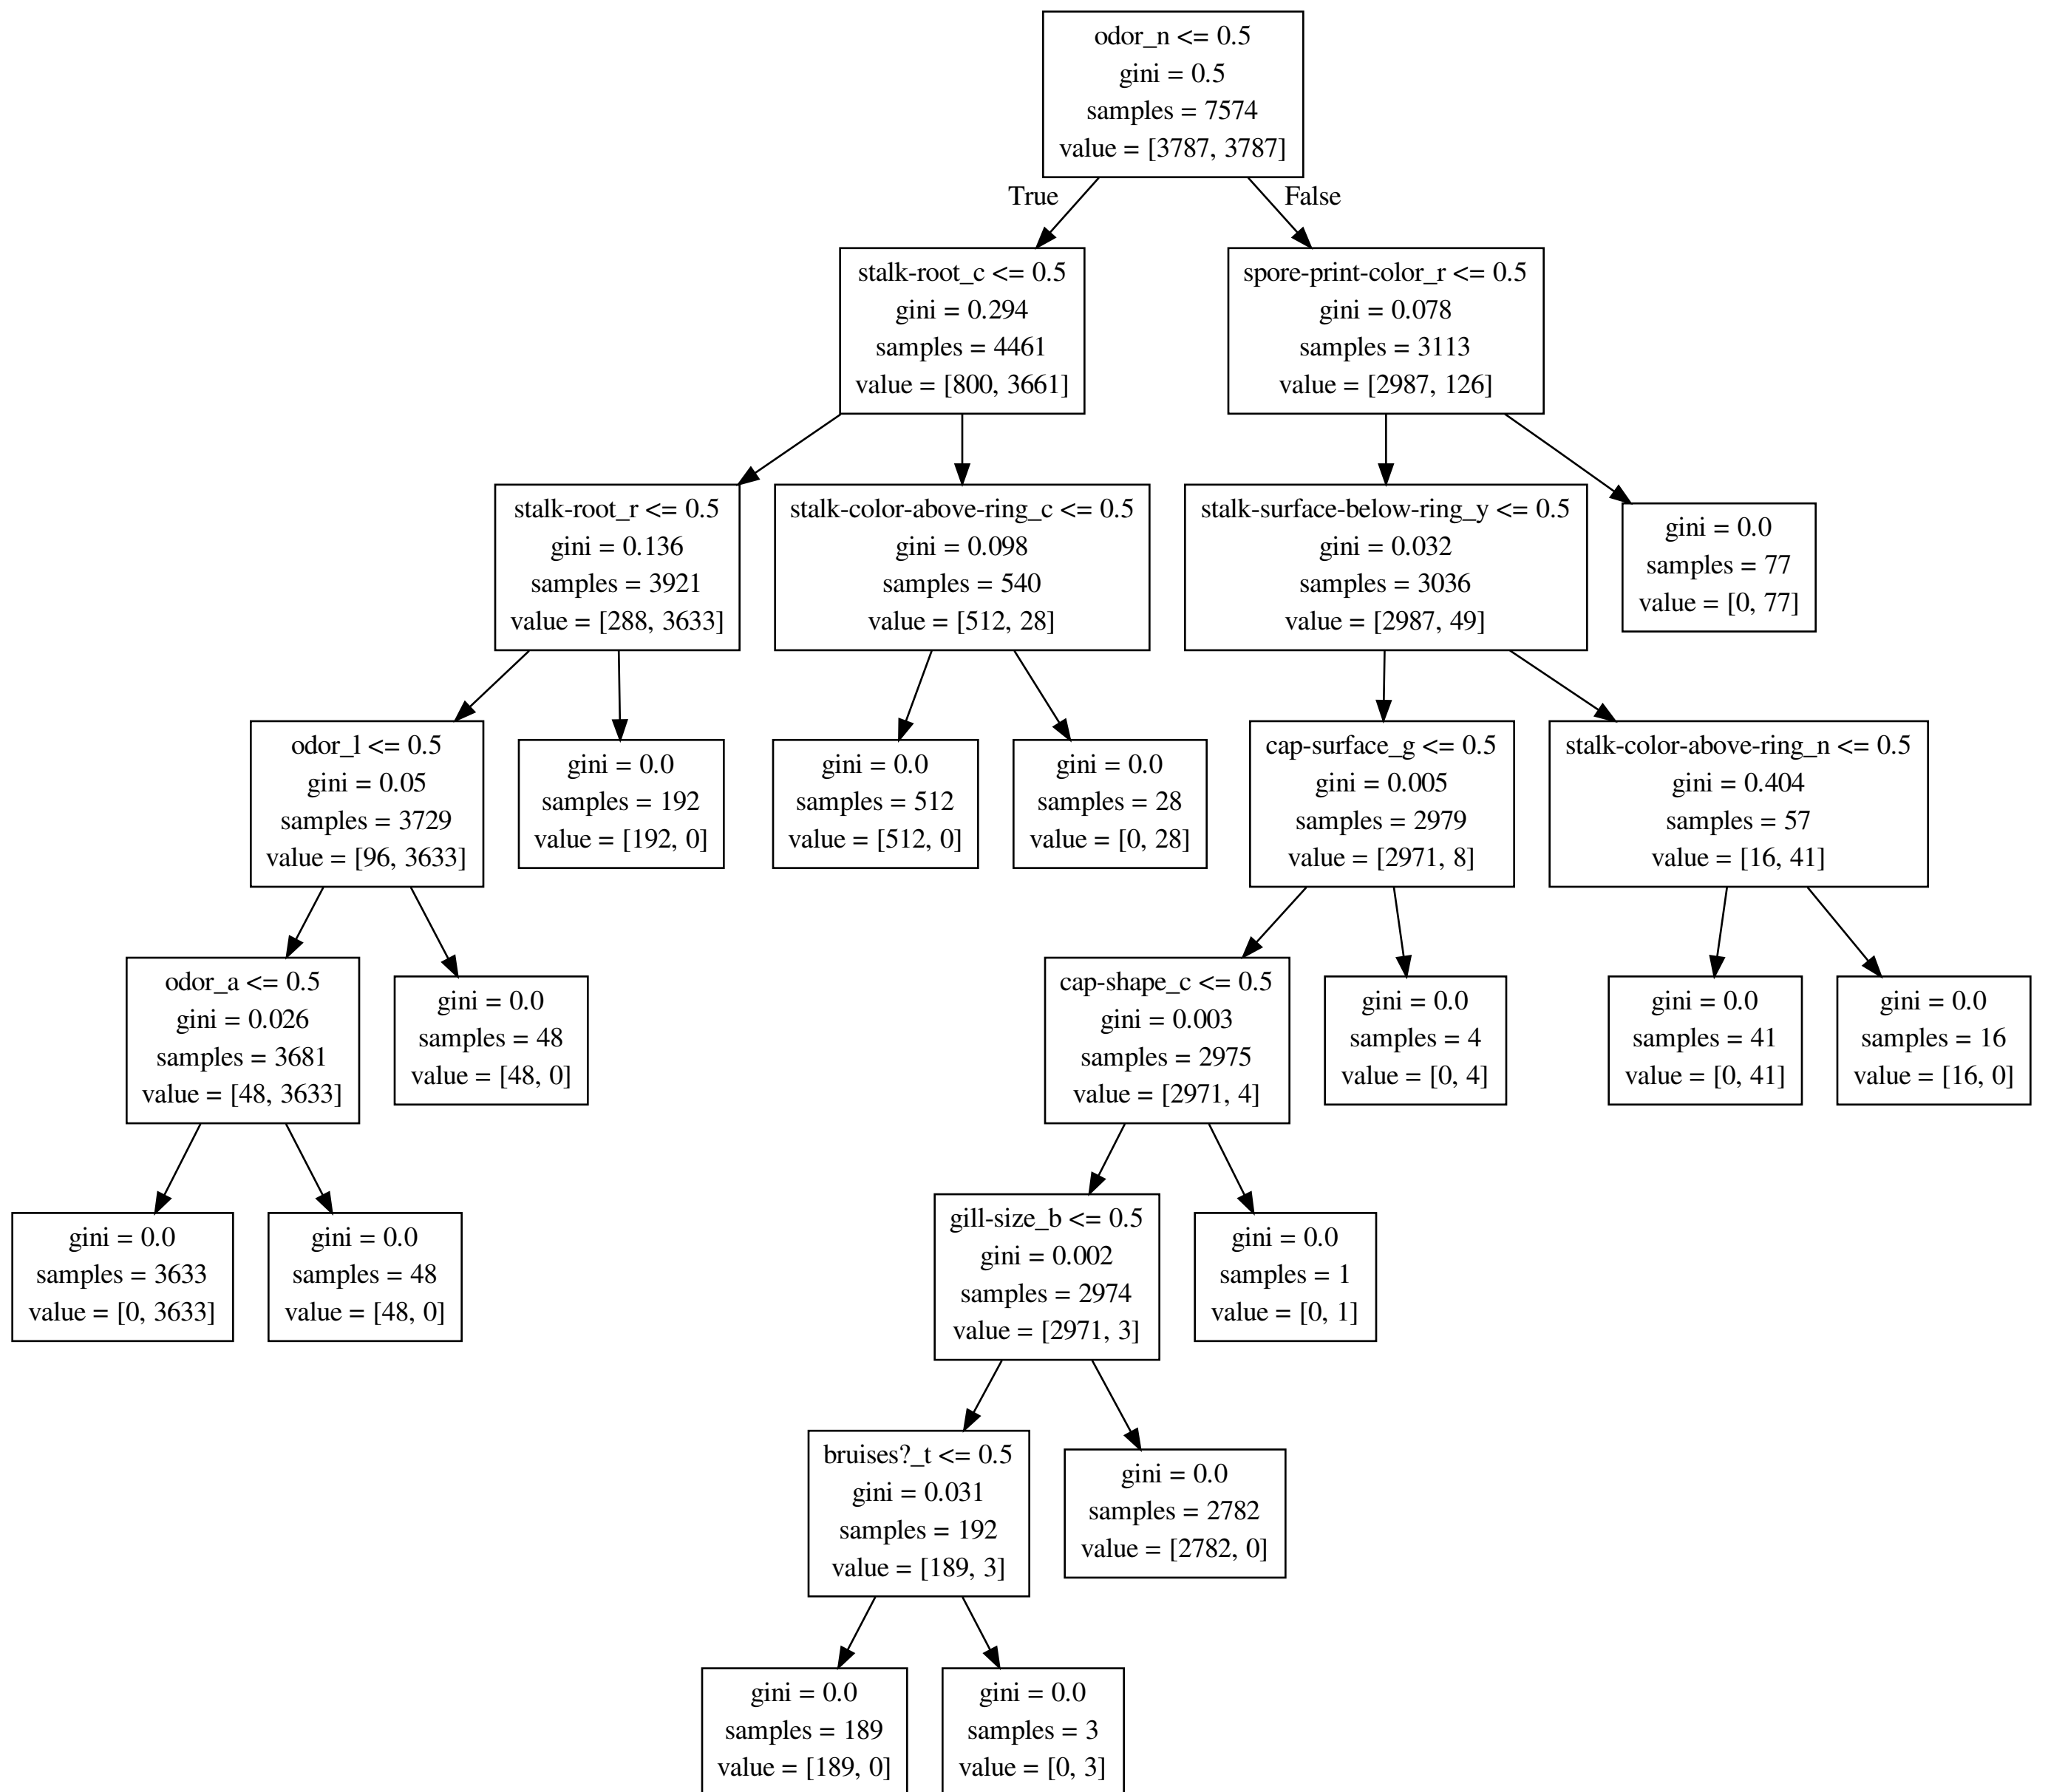 odor_n <= 0.5
gini = 0.5
samples = 7574
value = [3787, 3787]
True
False
stalk-root_c <= 0.5
gini = 0.294
samples = 4461
value = [800, 3661]
spore-print-color_r <= 0.5
gini = 0.078
samples = 3113
value = [2987, 126]
stalk-root_r <= 0.5
gini = 0.136
samples = 3921
value = [288, 3633]
stalk-color-above-ring_c <= 0.5
gini = 0.098
samples = 540
value = [512, 28]
stalk-surface-below-ring_y <= 0.5
gini = 0.032
samples = 3036
value = [2987, 49]
gini = 0.0
samples = 77
value = [0, 77]
odor_l <= 0.5
gini = 0.05
samples = 3729
value = [96, 3633]
gini = 0.0
samples = 192
value = [192, 0]
gini = 0.0
samples = 512
value = [512, 0]
gini = 0.0
samples = 28
value = [0, 28]
cap-surface_g <= 0.5
gini = 0.005
samples = 2979
value = [2971, 8]
stalk-color-above-ring_n <= 0.5
gini = 0.404
samples = 57
value = [16, 41]
odor_a <= 0.5
gini = 0.026
samples = 3681
value = [48, 3633]
gini = 0.0
samples = 48
value = [48, 0]
cap-shape_c <= 0.5
gini = 0.003
samples = 2975
value = [2971, 4]
gini = 0.0
samples = 4
value = [0, 4]
gini = 0.0
samples = 41
value = [0, 41]
gini = 0.0
samples = 16
value = [16, 0]
gini = 0.0
samples = 3633
value = [0, 3633]
gini = 0.0
samples = 48
value = [48, 0]
gill-size_b <= 0.5
gini = 0.002
samples = 2974
value = [2971, 3]
gini = 0.0
samples = 1
value = [0, 1]
bruises?_t <= 0.5
gini = 0.031
samples = 192
value = [189, 3]
gini = 0.0
samples = 2782
value = [2782, 0]
gini = 0.0
samples = 189
value = [189, 0]
gini = 0.0
samples = 3
value = [0, 3]